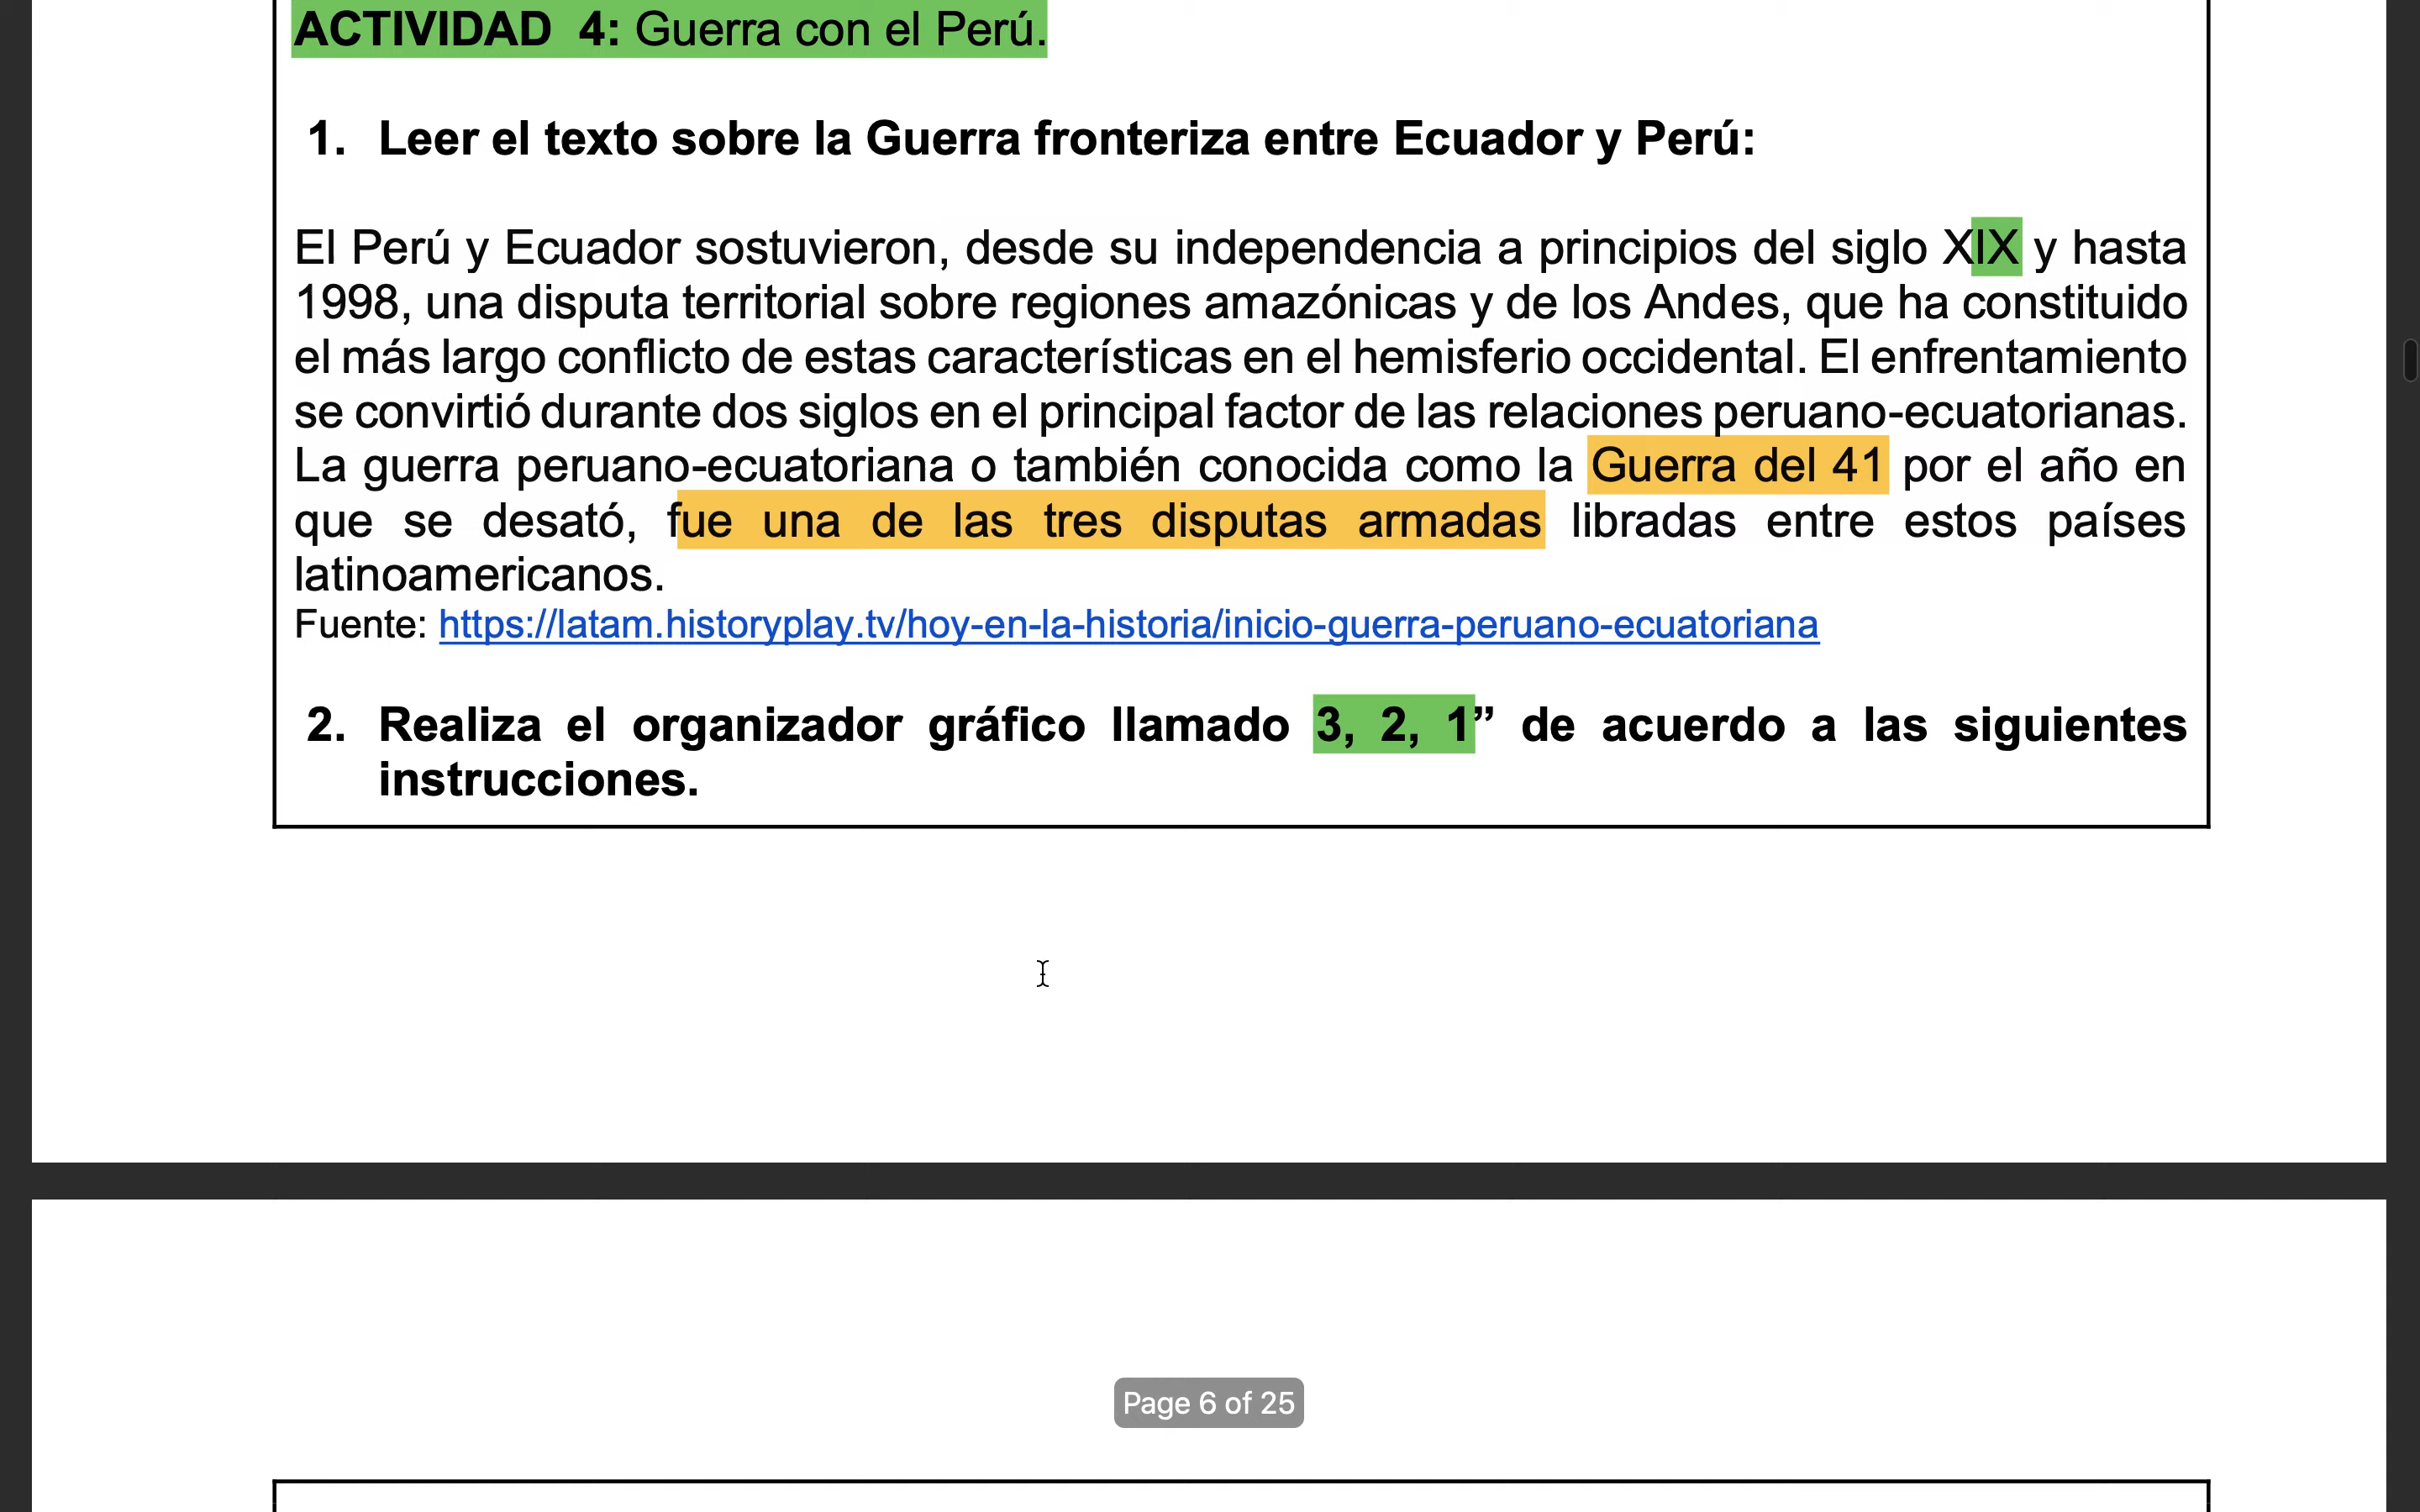 ACTIVIDAD 4: Guerra con el Perú.
1. Leer el texto sobre la Guerra fronteriza entre Ecuador y Perú:
El Perú y Ecuador sostuvieron, desde su independencia a principios del siglo XIX y hasta
1998, una disputa territorial sobre regiones amazónicas y de los Andes, que ha constituido
el más largo conflicto de estas características en el hemisferio occidental. El enfrentamiento
se convirtió durante dos siglos en el principal factor de las relaciones peruano-ecuatorianas.
La guerra peruano-ecuatoriana o también conocida como la Guerra del 41 por el año en
que se desató, fue una de las tres disputas armadas libradas entre estos países
latinoamericanos.
Fuente: https://latam.historyplay.tv/hoy-en-la-historia/inicio-guerra-peruano-ecuatoriana
2. Realiza el organizador gráfico llamado 3, 2, 1” de acuerdo a las siguientes
instrucciones.
Page 6 of 25